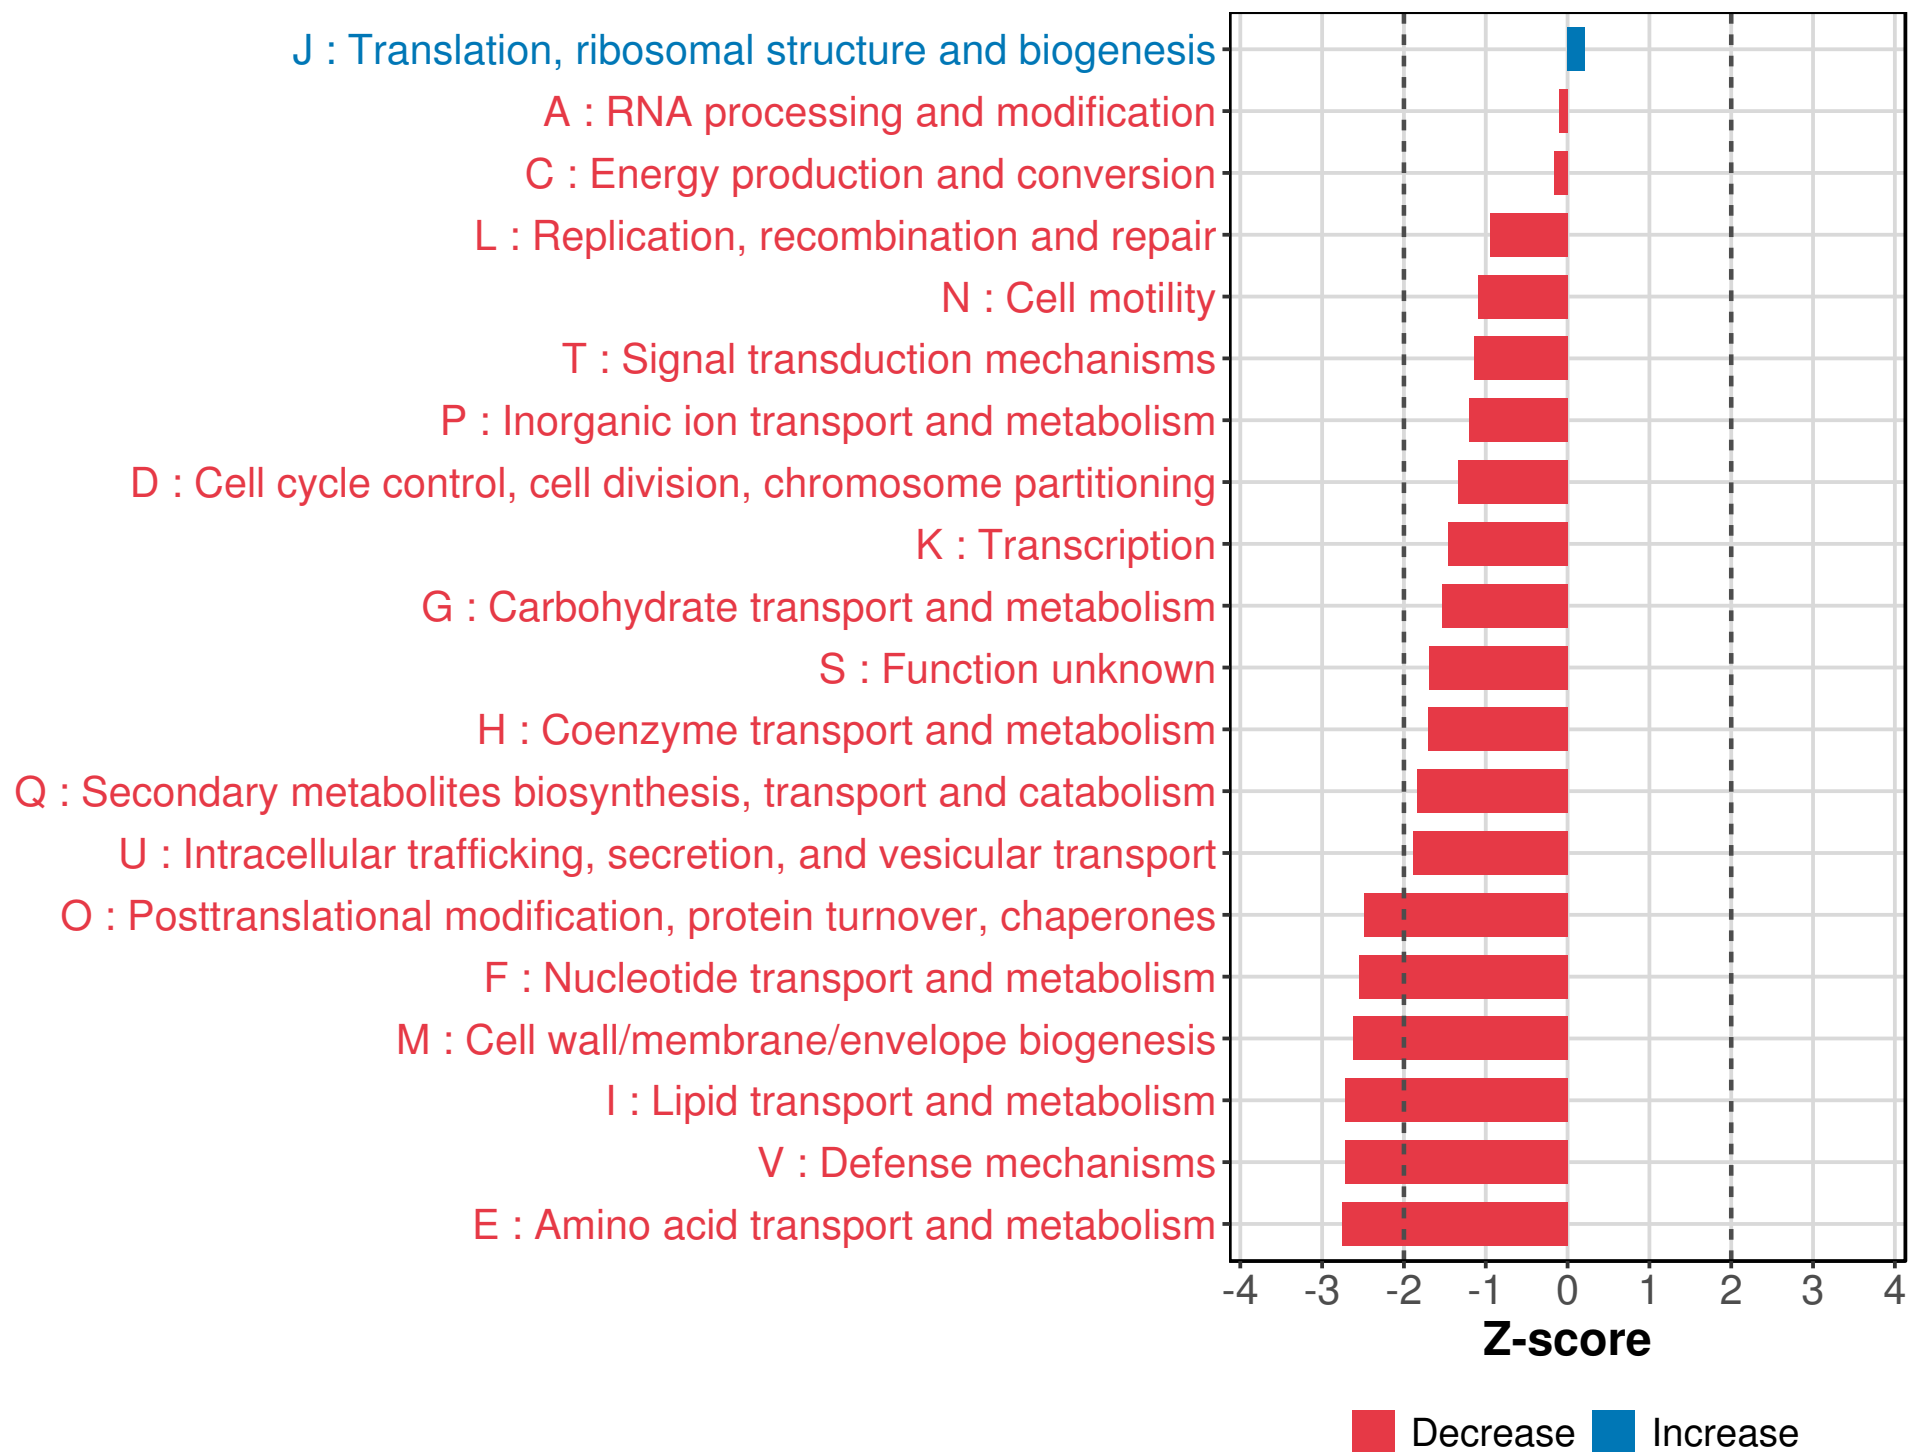 J : Translation, ribosomal structure and biogenesis
A : RNA processing and modification
C : Energy production and conversion
L : Replication, recombination and repair
N : Cell motility
T : Signal transduction mechanisms
P : Inorganic ion transport and metabolism
D : Cell cycle control, cell division, chromosome partitioning
K : Transcription
G : Carbohydrate transport and metabolism
S : Function unknown
H : Coenzyme transport and metabolism
Q : Secondary metabolites biosynthesis, transport and catabolism
U : Intracellular trafficking, secretion, and vesicular transport
O : Posttranslational modification, protein turnover, chaperones
F : Nucleotide transport and metabolism
M : Cell wall/membrane/envelope biogenesis
I : Lipid transport and metabolism
V : Defense mechanisms
E : Amino acid transport and metabolism
-4 -3 -2 -1 0 1 2 3 4
Z-score
Decrease Increase